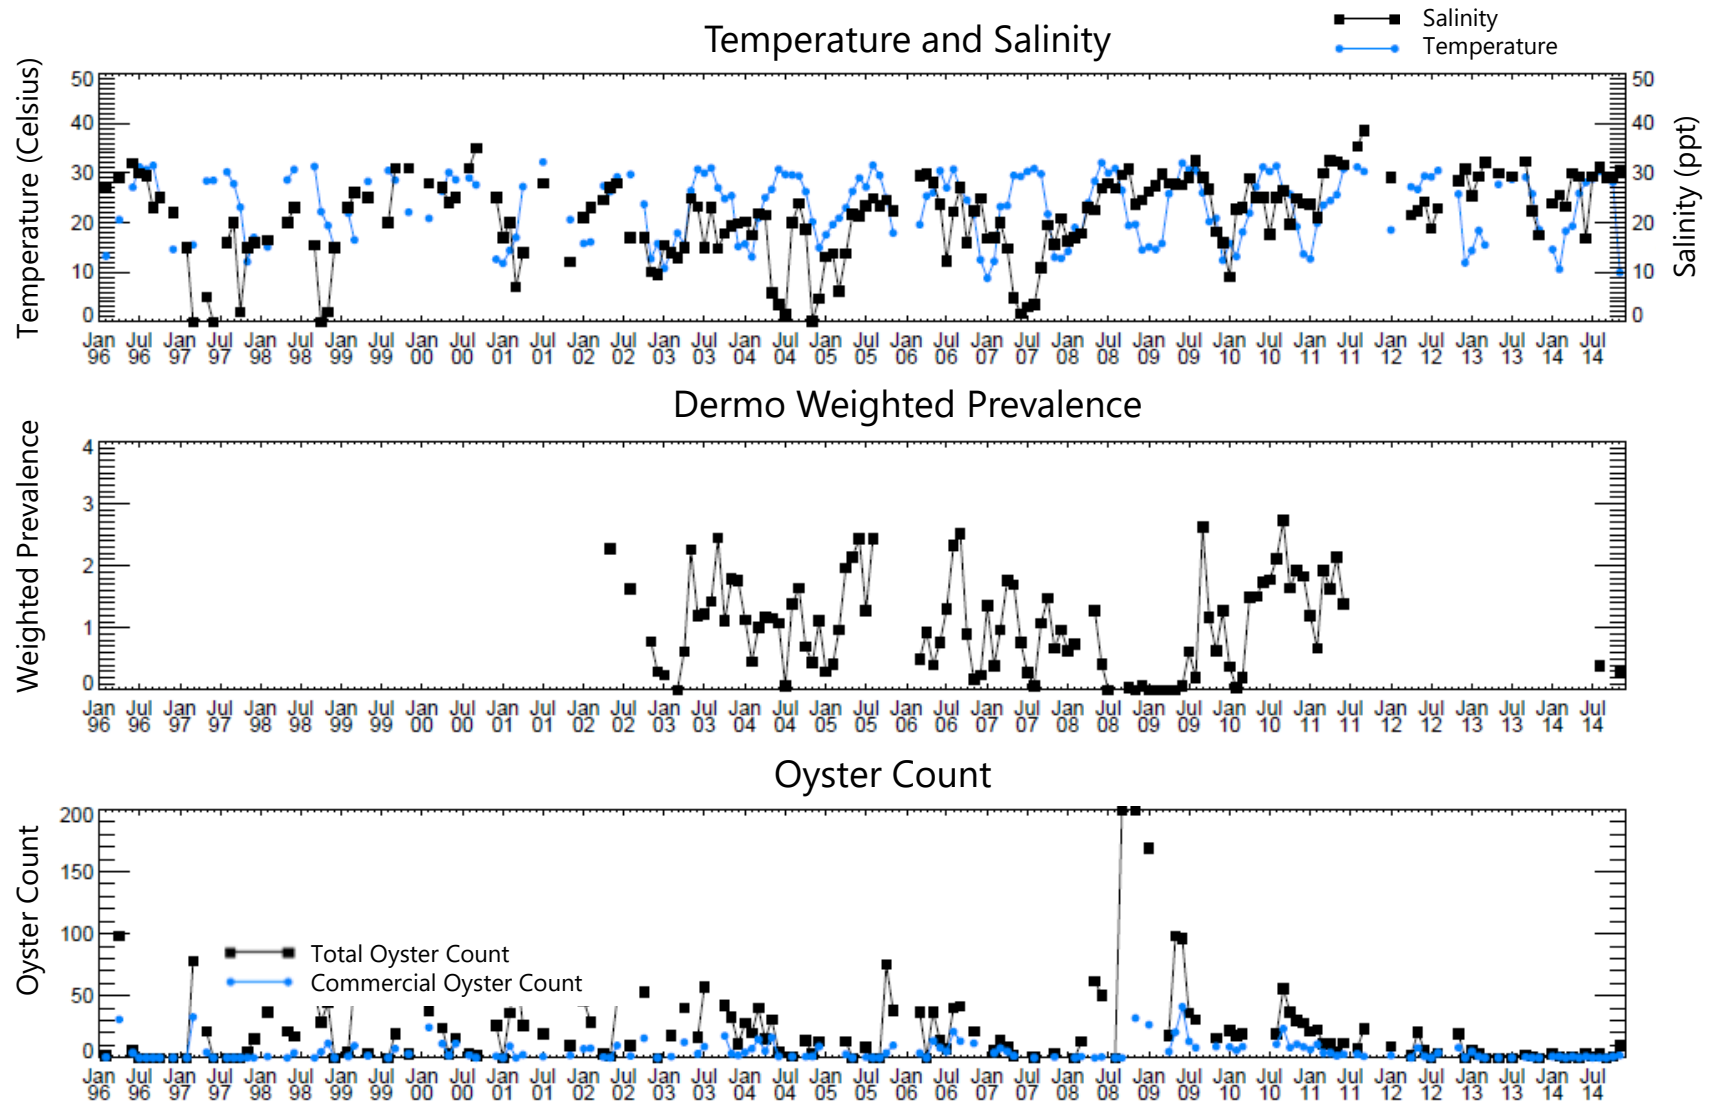 Salinity
Temperature
Temperature and Salinity
Temperature (Celsius)
50
40
30
20
10
0
50
40
30
20
10
0
Salinity (ppt)
Jan Jul Jan Jul Jan Jul Jan Jul Jan Jul Jan Jul Jan Jul Jan Jul Jan Jul Jan Jul Jan Jul Jan Jul Jan Jul Jan Jul Jan Jul Jan Jul Jan Jul Jan Jul Jan Jul
96 96 97 97 98 98 99 99 00 00 01 01 02 02 03 03 04 04 05 05 06 06 07 07 08 08 09 09 10 10 11 11 12 12 13 13 14 14
Dermo Weighted Prevalence
Weighted Prevalence
4
3
2
1
0
Jan Jul Jan Jul Jan Jul Jan Jul Jan Jul Jan Jul Jan Jul Jan Jul Jan Jul Jan Jul Jan Jul Jan Jul Jan Jul Jan Jul Jan Jul Jan Jul Jan Jul Jan Jul Jan Jul
96 96 97 97 98 98 99 99 00 00 01 01 02 02 03 03 04 04 05 05 06 06 07 07 08 08 09 09 10 10 11 11 12 12 13 13 14 14
Oyster Count
Oyster Count
200
150
100
50
0
Total Oyster Count
Commercial Oyster Count
Jan Jul Jan Jul Jan Jul Jan Jul Jan Jul Jan Jul Jan Jul Jan Jul Jan Jul Jan Jul Jan Jul Jan Jul Jan Jul Jan Jul Jan Jul Jan Jul Jan Jul Jan Jul Jan Jul
96 96 97 97 98 98 99 99 00 00 01 01 02 02 03 03 04 04 05 05 06 06 07 07 08 08 09 09 10 10 11 11 12 12 13 13 14 14